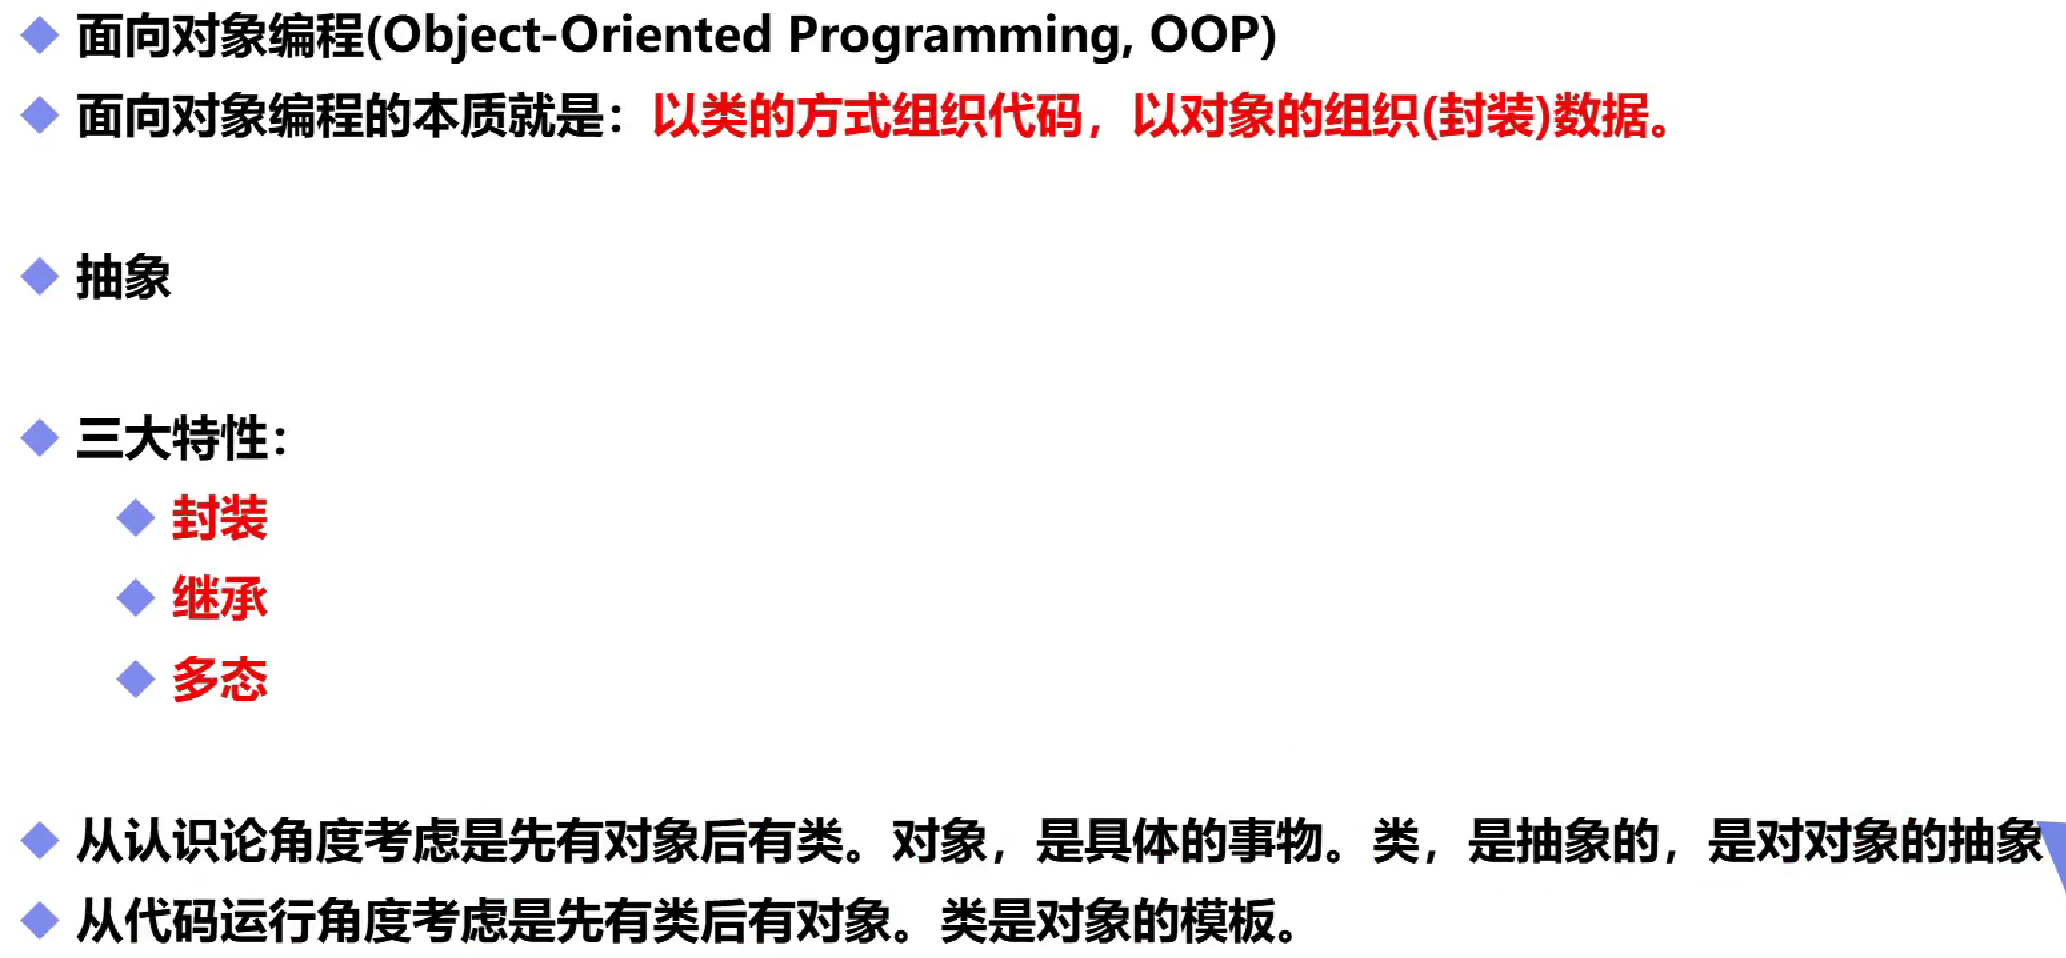 面向对象编程(Object-Oriented Programming, OOP)
面向对象编程的本质就是：以类的方式组织代码，以对象的组织(封装)数据。
抽象
三大特性：
封装
继承
多态
从认识论角度考虑是先有对象后有类。对象，是具体的事物。类，是抽象的，是对对象的抽象
从代码运行角度考虑是先有类后有对象。类是对象的模板。